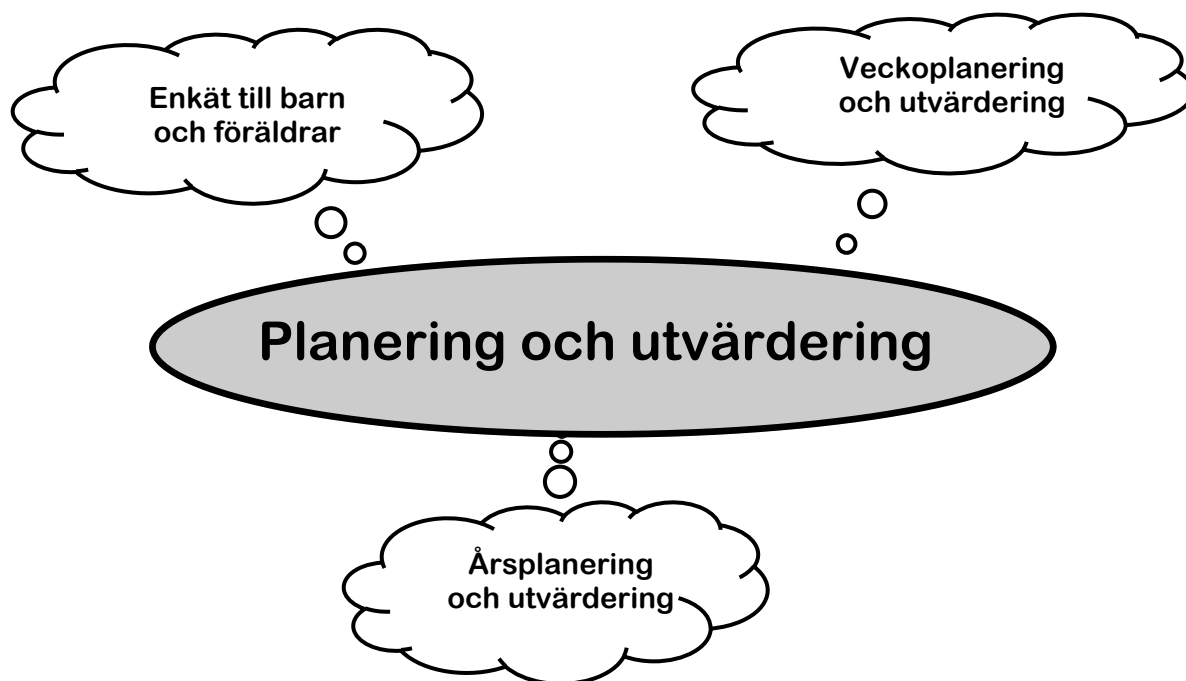 Enkät till barn
och föräldrar
Veckoplanering
och utvärdering
Planering och utvärdering
Årsplanering
och utvärdering